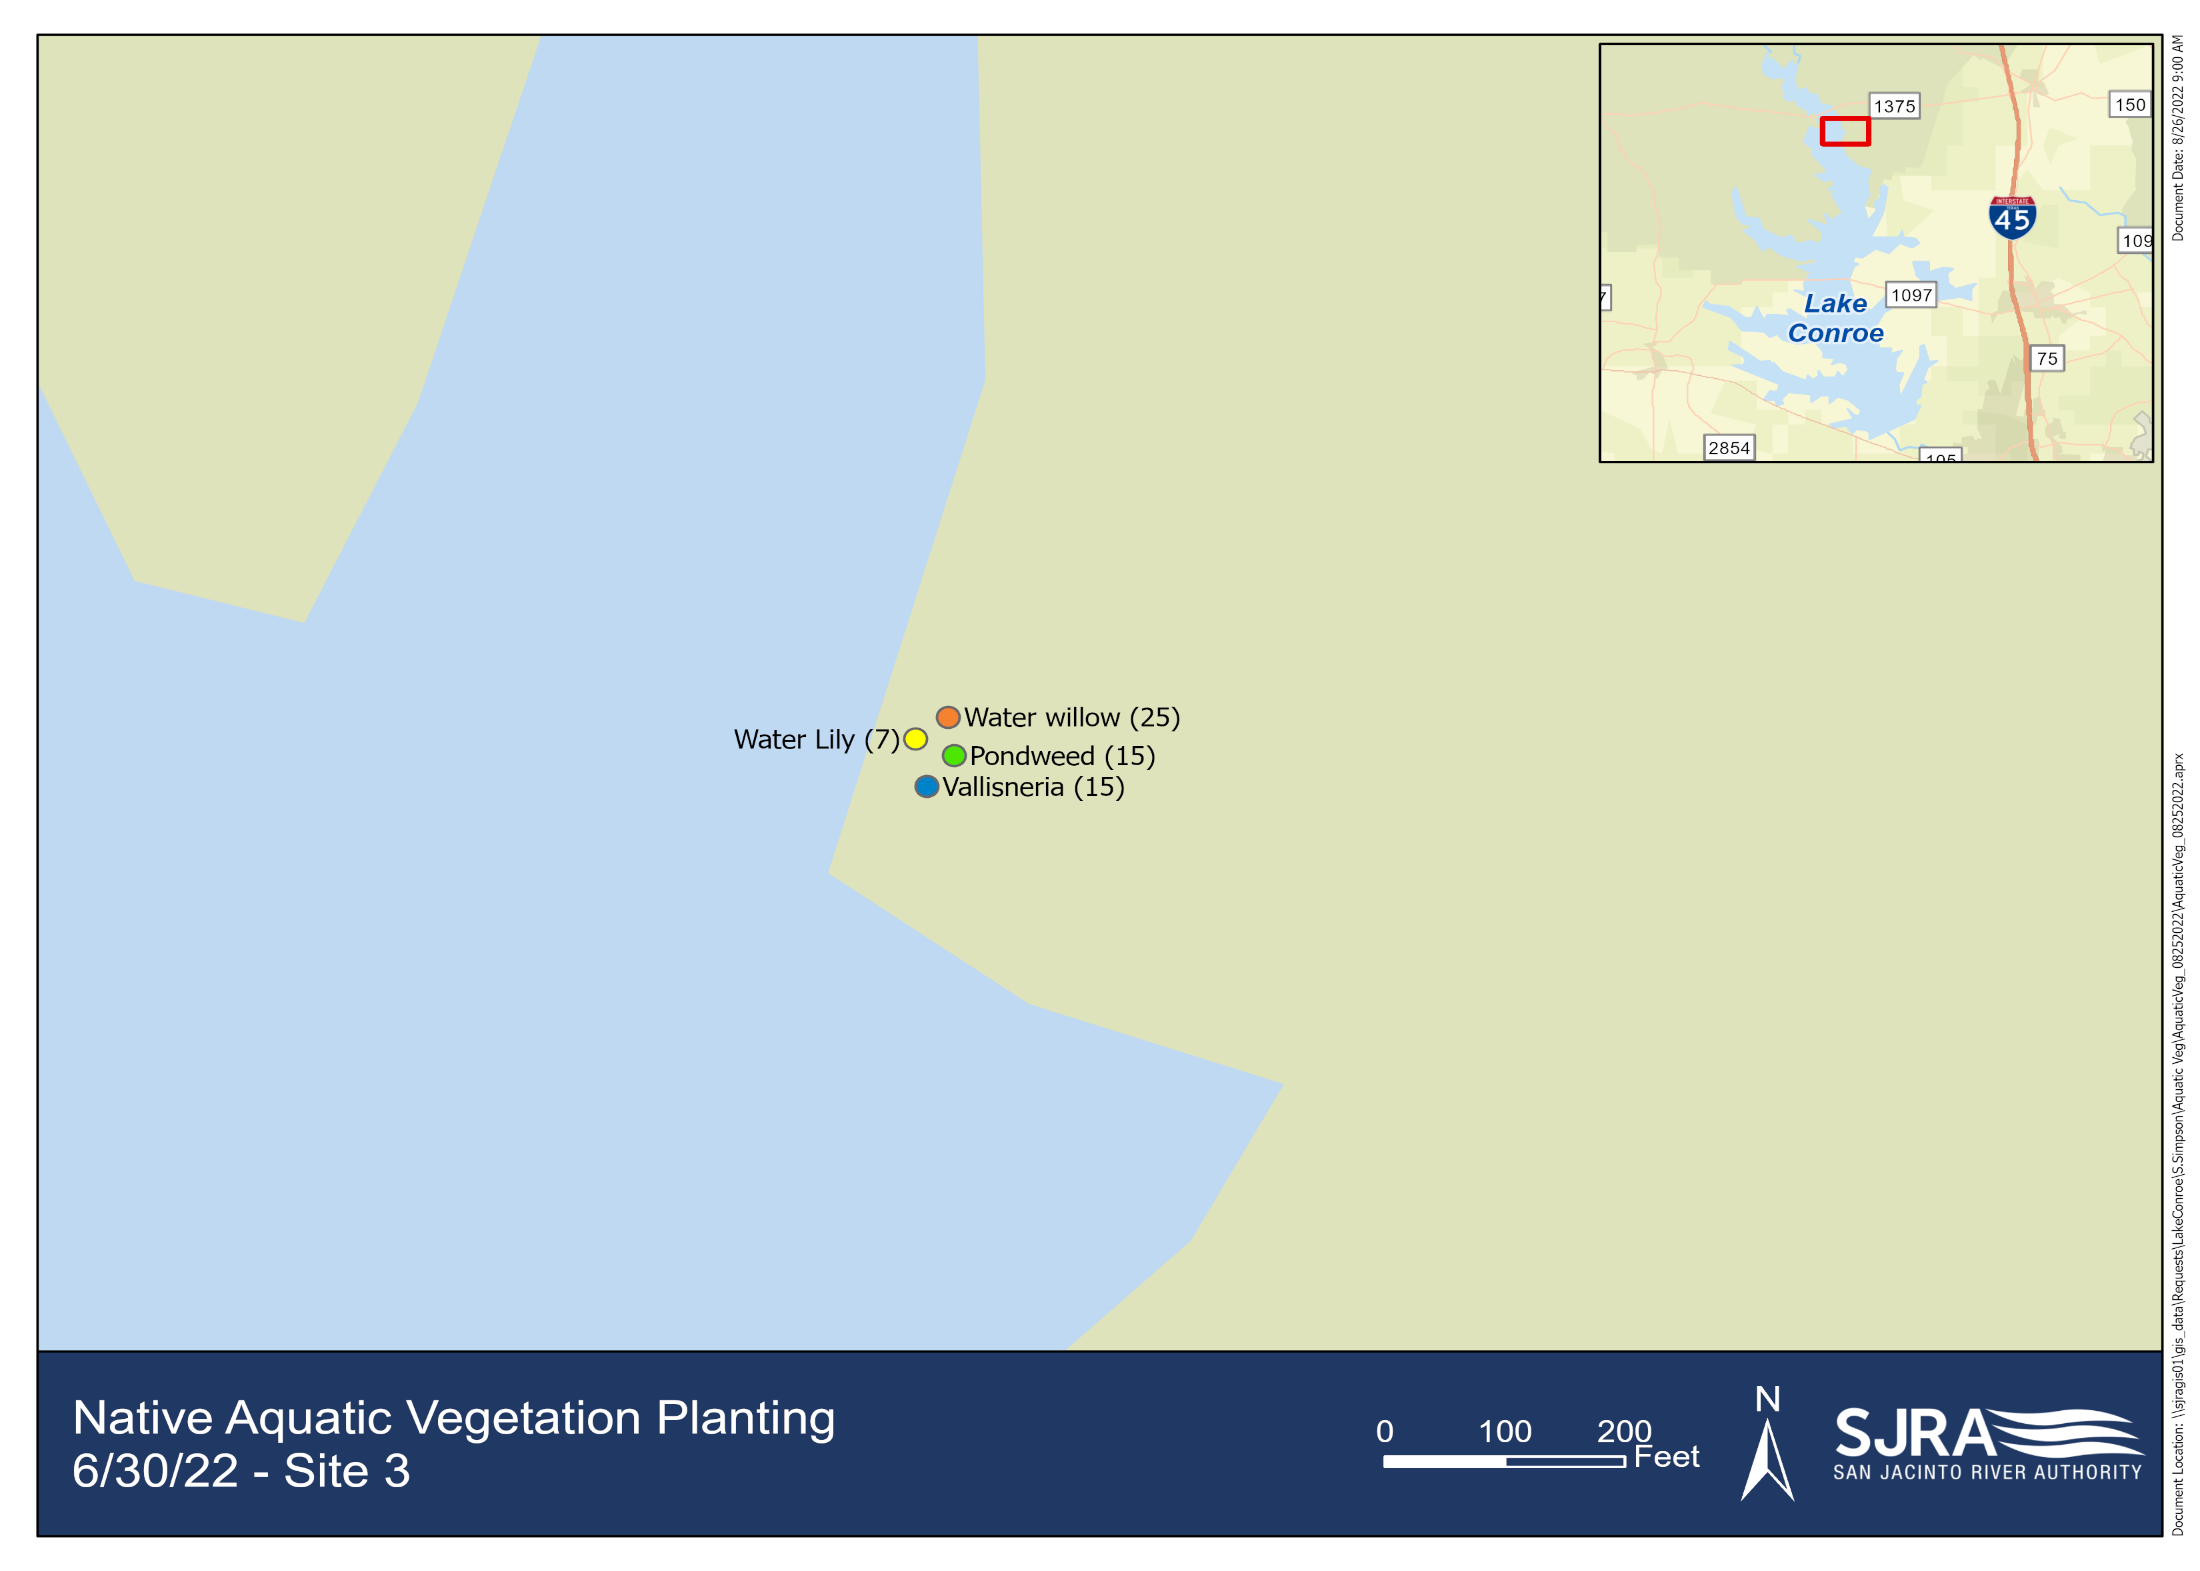 1375
150
INTERSTATE
TEXAS
45
109
1097
Lake
Conroe
75
2854
105
Water willow (25)
Water Lily (7)
Pondweed (15)
Vallisneria (15)
Native Aquatic Vegetation Planting
6/30/22 - Site 3
0 100 200
Feet
N
SJRA
SAN JACINTO RIVER AUTHORITY
Document Date: 8/26/2022 9:00 AM
Document Location: \\sjragis01\gis_data\Requests\LakeConroe\S.Simpson\Aquatic Veg\AquaticVeg_08252022\AquaticVeg_08252022.aprx